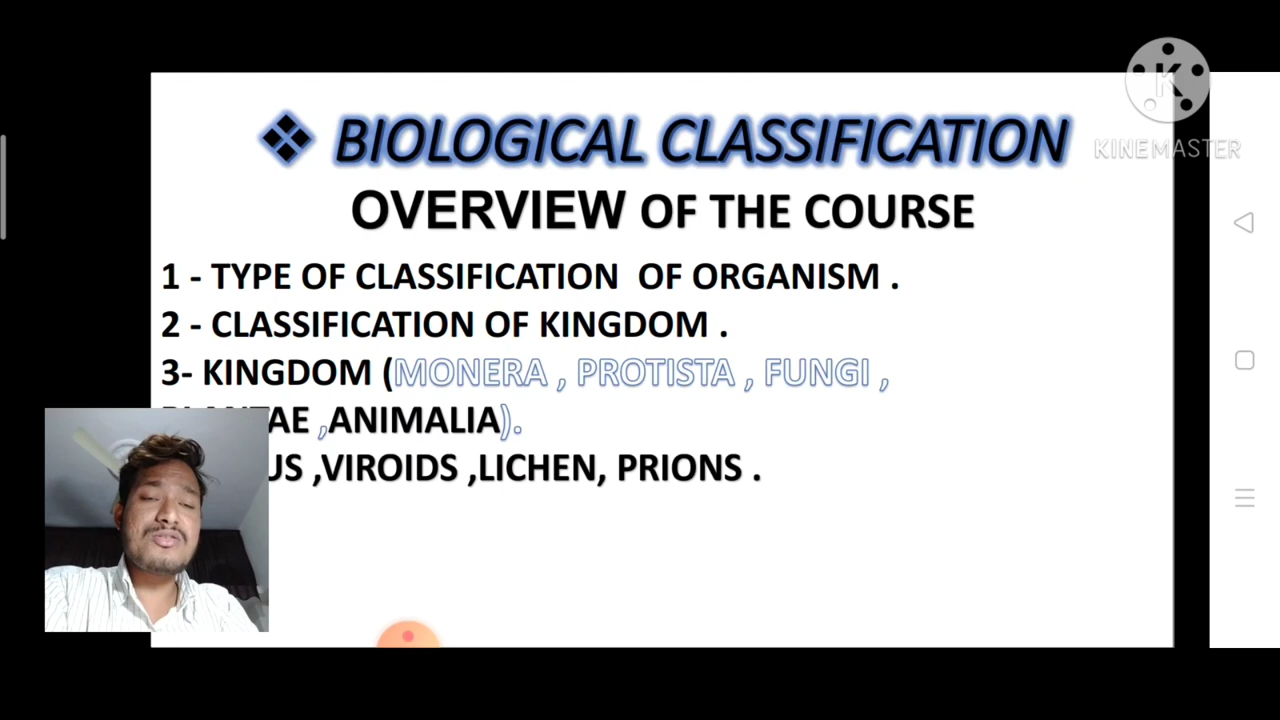 ❖ BIOLOGICAL CLASSIFICATION
OVERVIEW OF THE COURSE
1 - TYPE OF CLASSIFICATION OF ORGANISM .
2 - CLASSIFICATION OF KINGDOM .
3- KINGDOM (MONERA , PROTISTA , FUNGI ,
,ANIMALIA).
,VIROIDS ,LICHEN, PRIONS .
KINEMASTER